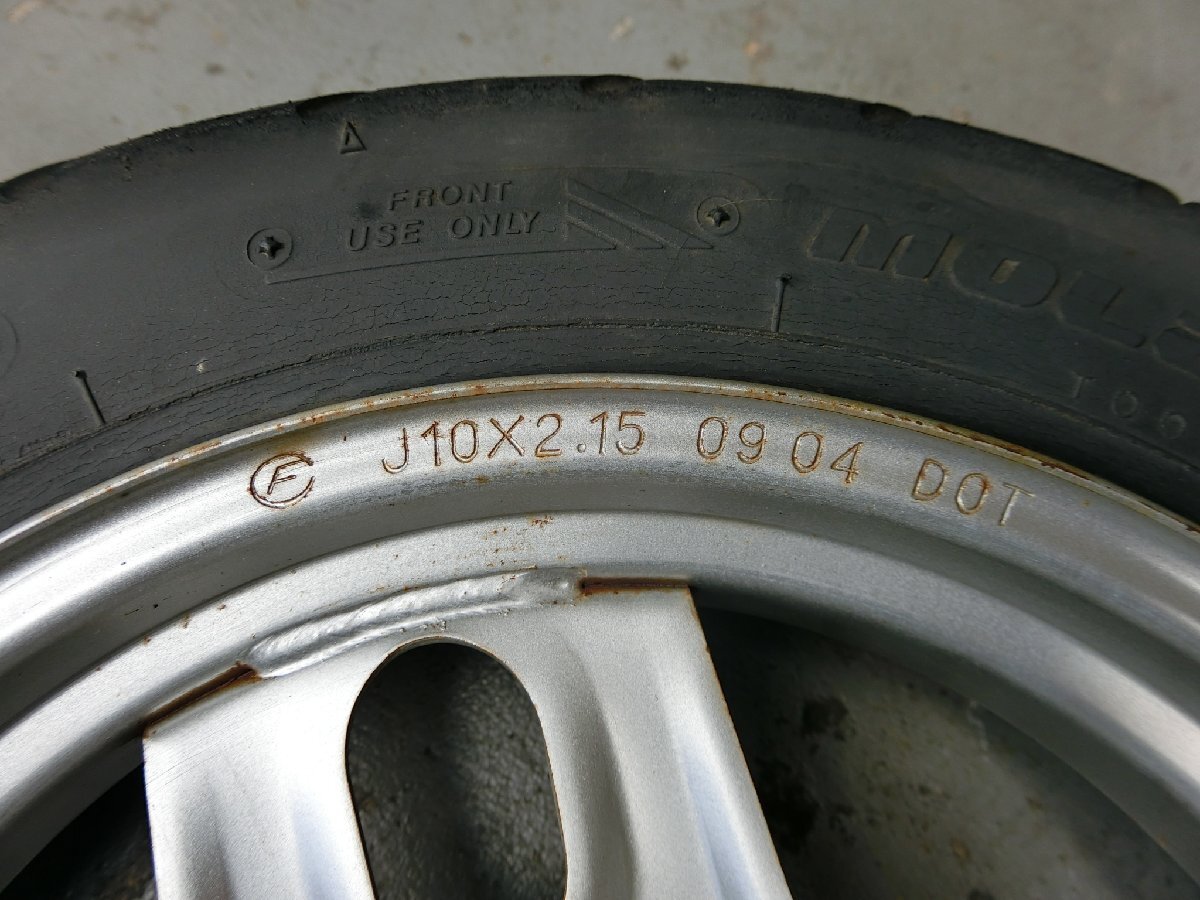 FRONT
USE ONLY
F J10X2.15 09 04 DOT